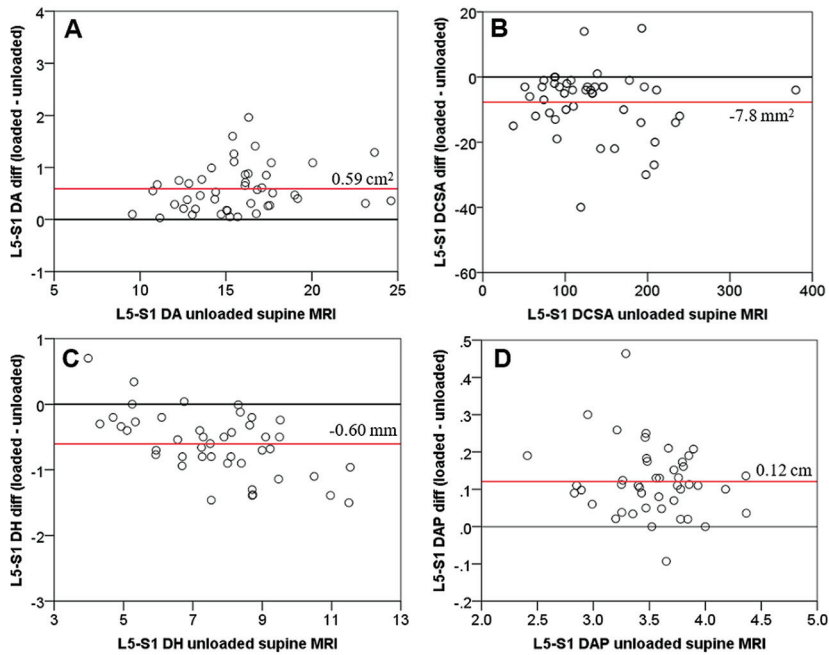 A
L5-S1 DA diff (loaded - unloaded)
4
3
2
1
0
-1
0.59 cm²
5
10
15
20
25
L5-S1 DA unloaded supine MRI
B
L5-S1 DCSA diff (loaded - unloaded)
20
0
-20
-40
-60
-7.8 mm²
0
100
200
300
400
L5-S1 DCSA unloaded supine MRI
C
L5-S1 DH diff (loaded - unloaded)
1
0
-1
-2
-3
-0.60 mm
3
5
7
9
11
13
L5-S1 DH unloaded supine MRI
D
L5-S1 DAP diff (loaded - unloaded)
.5
.4
.3
.2
.1
.0
-.1
-.2
0.12 cm
2.0
2.5
3.0
3.5
4.0
4.5
5.0
L5-S1 DAP unloaded supine MRI